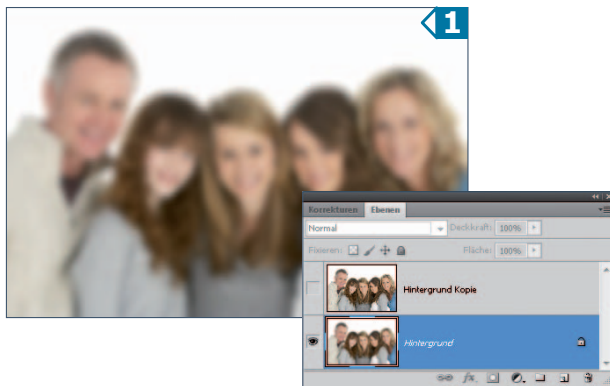 1
Korrekturen Ebenen
Normal Deckkraft: 100%
Fixieren: Fläche: 100%
Hintergrund Kopie
Hintergrund
fx